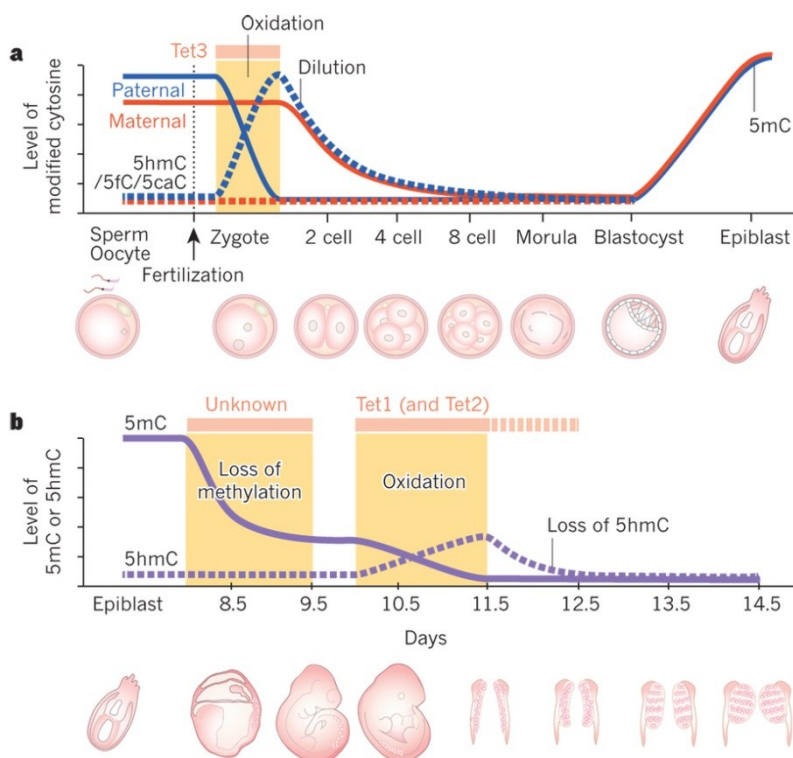 a
Oxidation
Tet3
Dilution
Paternal
Maternal
5hmC
/5fC/5caC
5mC
Level of
modified cytosine
Sperm
Oocyte
Zygote
2 cell
4 cell
8 cell
Morula
Blastocyst
Epiblast
Fertilization
b
Unknown
Tet1 (and Tet2)
5mC
Loss of
methylation
Oxidation
Loss of 5hmC
5hmC
Level of
5mC or 5hmC
Epiblast
8.5
9.5
10.5
11.5
12.5
13.5
14.5
Days